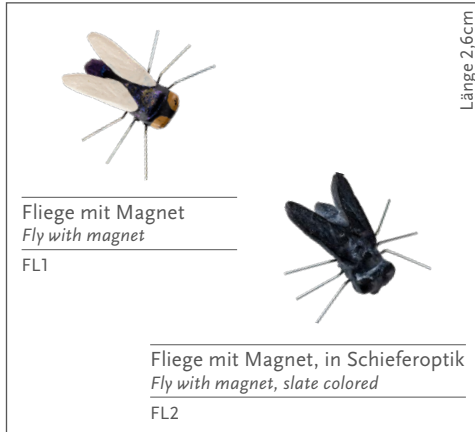 Länge 2,6cm
Fliege mit Magnet
Fly with magnet
FL1
Fliege mit Magnet, in Schieferoptik
Fly with magnet, slate colored
FL2